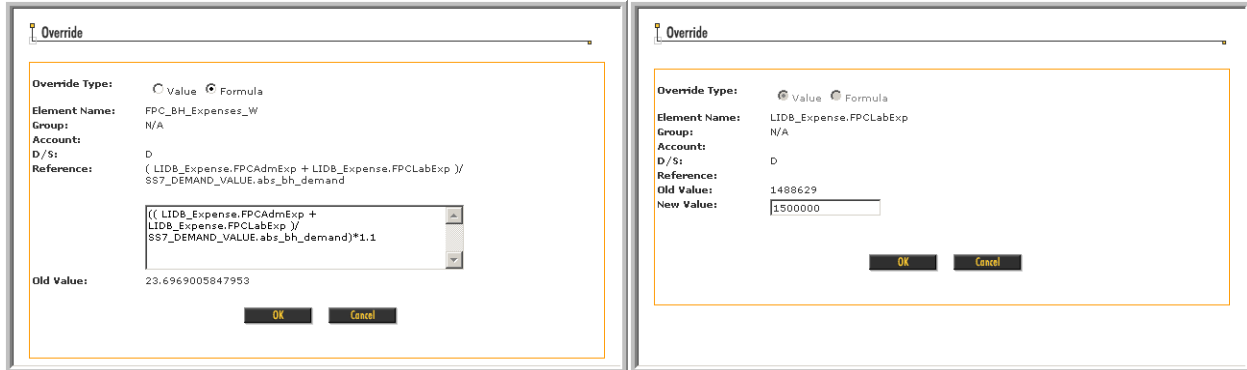 Override
Override Type: Value Formula
Element Name: FPC_BH_Expenses_W
Group: N/A
Account:
D/S: D
Reference: ( LIDB_Expense.FPCAdmExp + LIDB_Expense.FPCLabExp )/
SS7_DEMAND_VALUE.abs_bh_demand
(( LIDB_Expense.FPCAdmExp +
LIDB_Expense.FPCLabExp )/
SS7_DEMAND_VALUE.abs_bh_demand)*1.1
Old Value: 23.6969005847953
OK Cancel
Override
Override Type: Value Formula
Element Name: LIDB_Expense.FPCLabExp
Group: N/A
Account:
D/S: D
Reference:
Old Value: 1488629
New Value: 1500000
OK Cancel